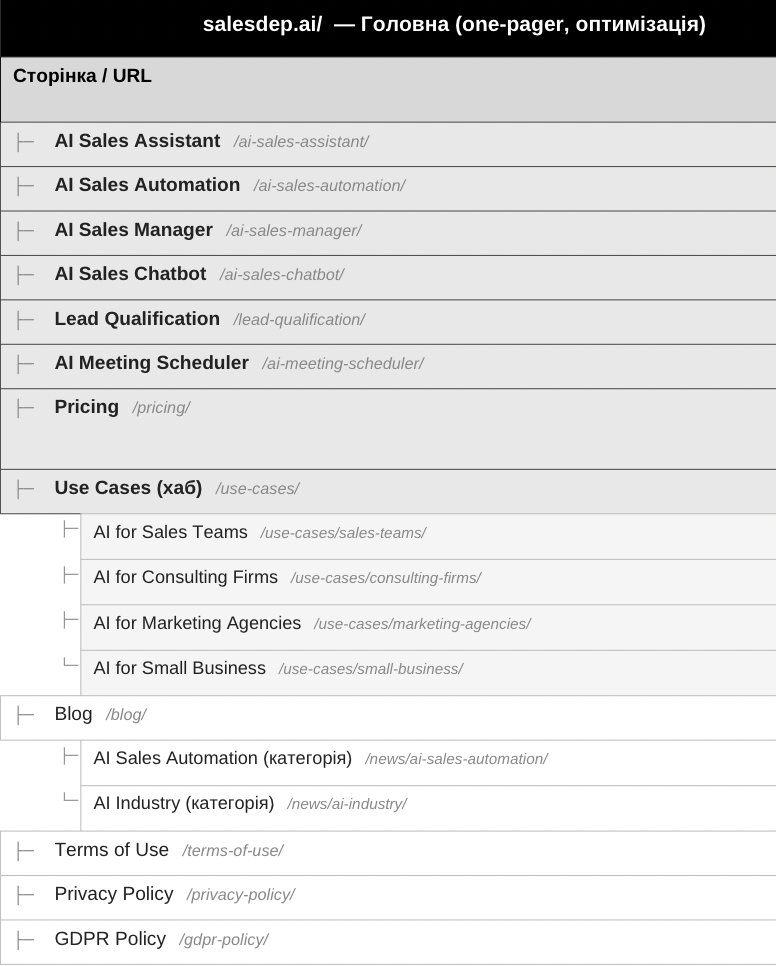 salesdep.ai/ — Головна (one-pager, оптимізація)
Сторінка / URL
├─ AI Sales Assistant /ai-sales-assistant/
├─ AI Sales Automation /ai-sales-automation/
├─ AI Sales Manager /ai-sales-manager/
├─ AI Sales Chatbot /ai-sales-chatbot/
├─ Lead Qualification /lead-qualification/
├─ AI Meeting Scheduler /ai-meeting-scheduler/
├─ Pricing /pricing/
├─ Use Cases (хаб) /use-cases/
├─ AI for Sales Teams /use-cases/sales-teams/
├─ AI for Consulting Firms /use-cases/consulting-firms/
├─ AI for Marketing Agencies /use-cases/marketing-agencies/
└─ AI for Small Business /use-cases/small-business/
├─ Blog /blog/
├─ AI Sales Automation (категорія) /news/ai-sales-automation/
└─ AI Industry (категорія) /news/ai-industry/
├─ Terms of Use /terms-of-use/
├─ Privacy Policy /privacy-policy/
├─ GDPR Policy /gdpr-policy/